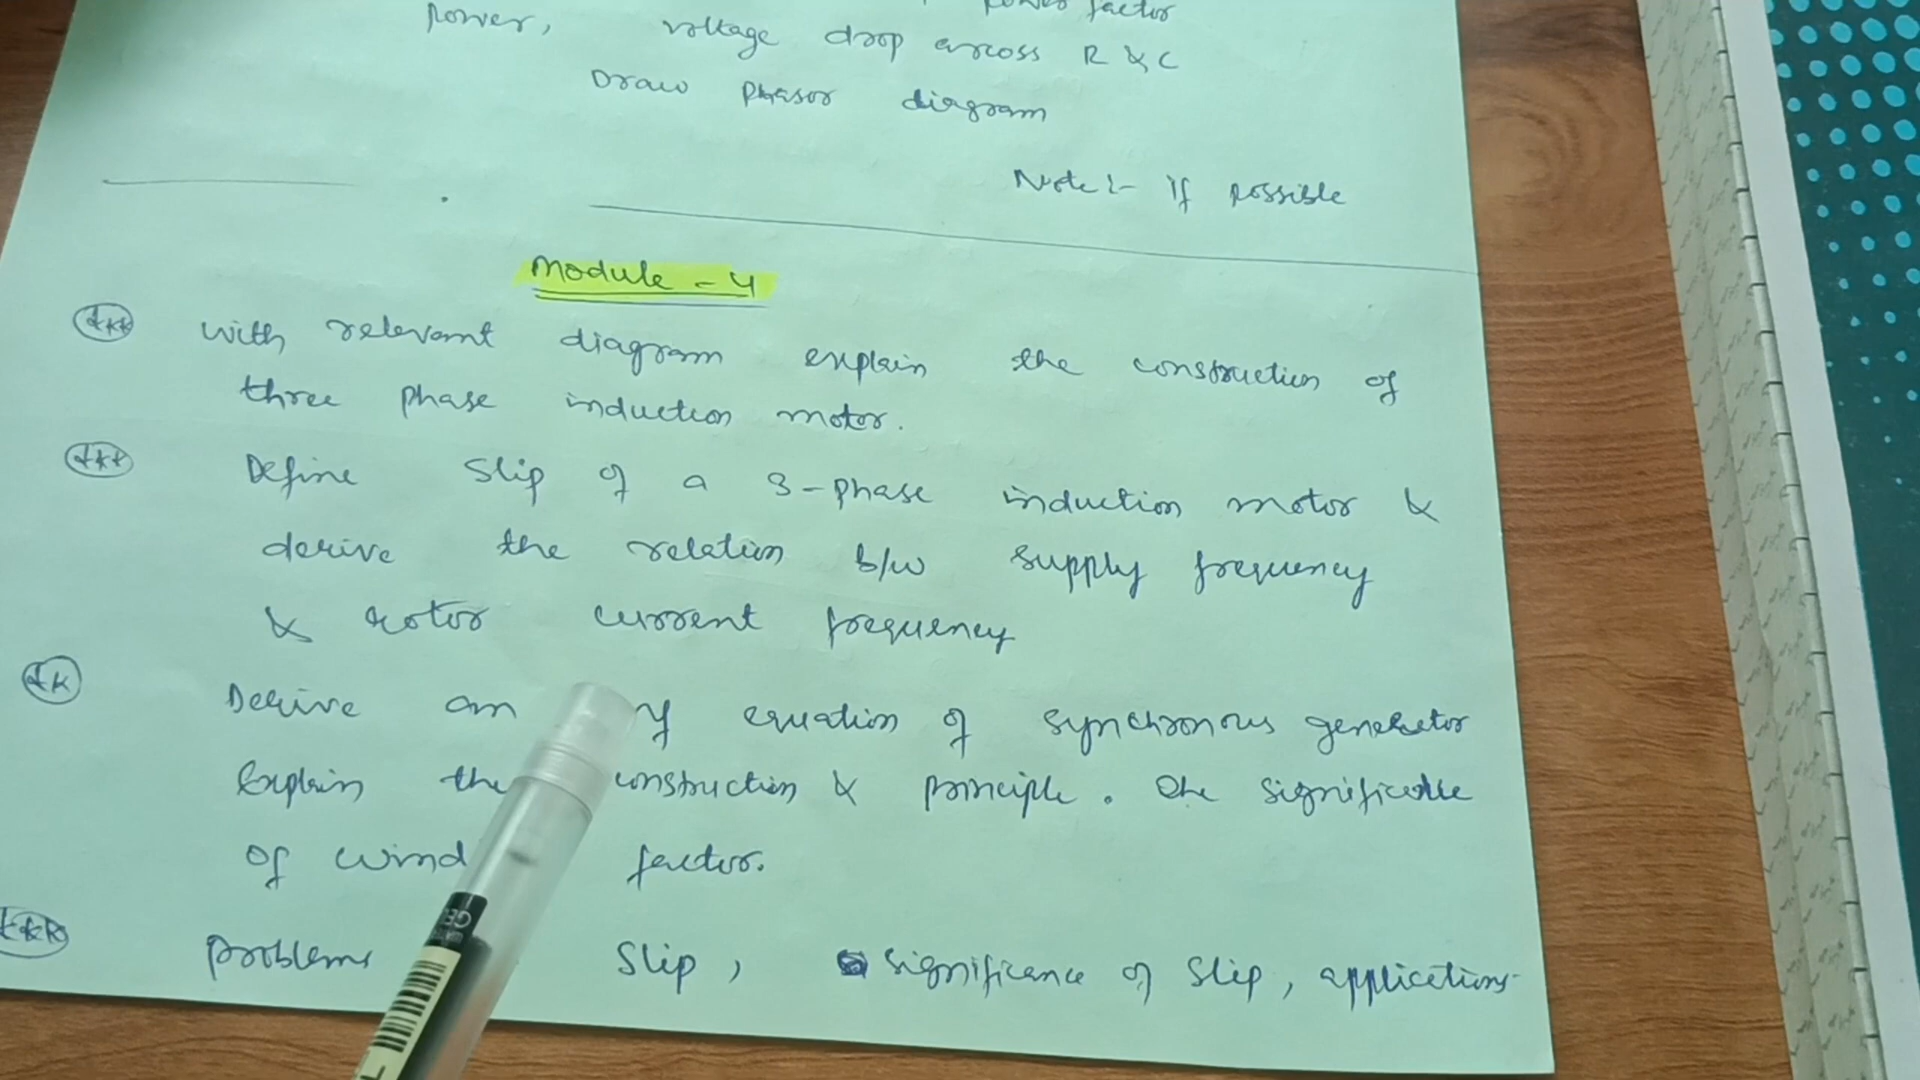 power factor
power, voltage drop across R & C
Draw phasor diagram
Note :- if possible
Module - 4
With relevant diagram explain the construction of
three phase induction motor.
Define Slip of a 3-phase induction motor &
derive the relation b/w supply frequency
& rotor current frequency
Derive an equation of synchronous generator
Explain the construction & principle. The significance
of factor.
problems Slip, significance of slip, applications